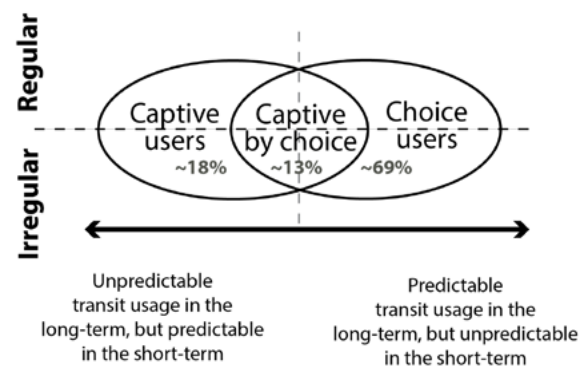 Regular
Irregular
Captive
users
~18%
Captive
by choice
~13%
Choice
users
~69%
Unpredictable
transit usage in the
long-term, but predictable
in the short-term
Predictable
transit usage in the
long-term, but unpredictable
in the short-term